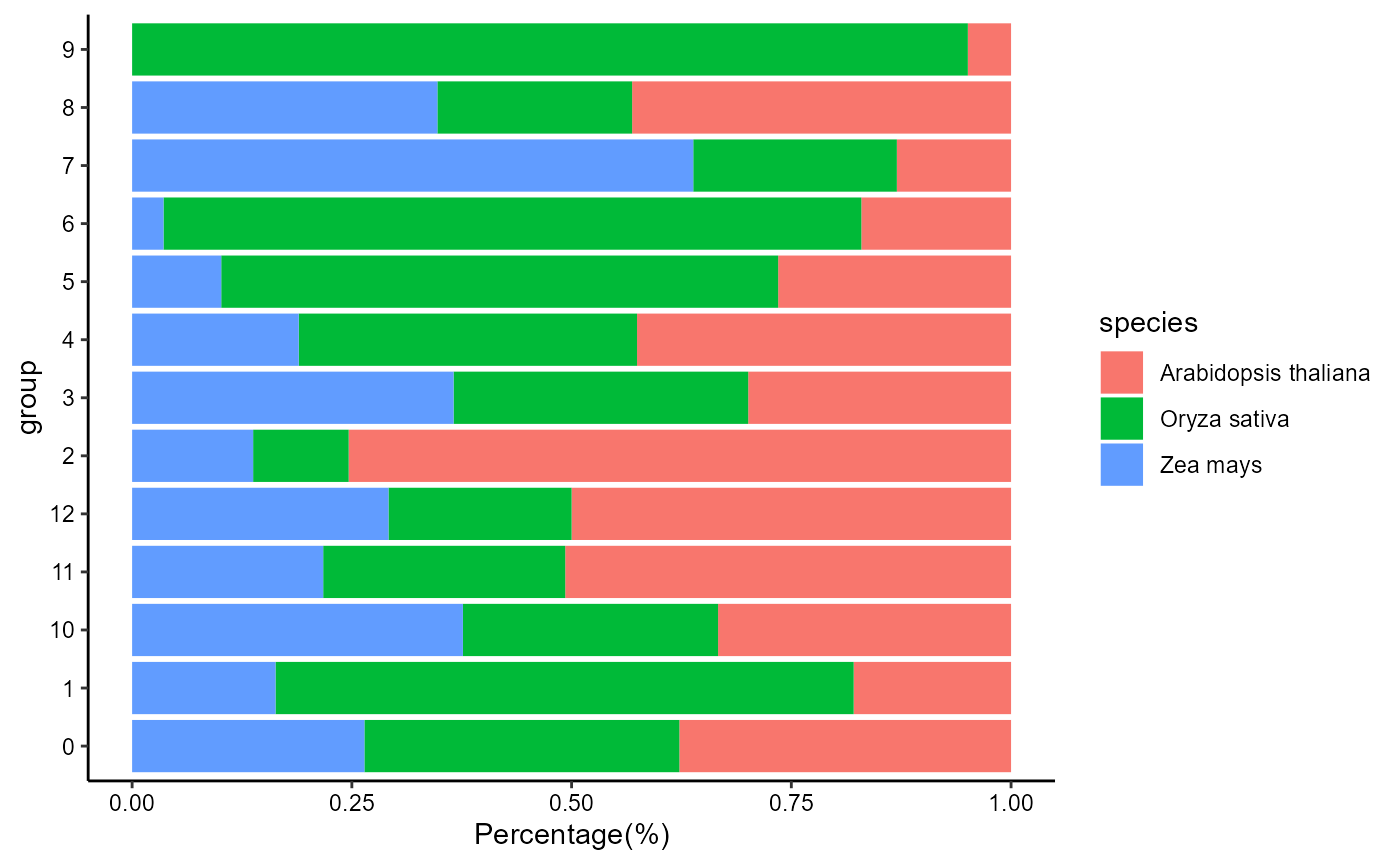 9
8
7
6
5
4
3
2
12
11
10
1
0
group
0.00 0.25 0.50 0.75 1.00
Percentage(%)
species
Arabidopsis thaliana
Oryza sativa
Zea mays